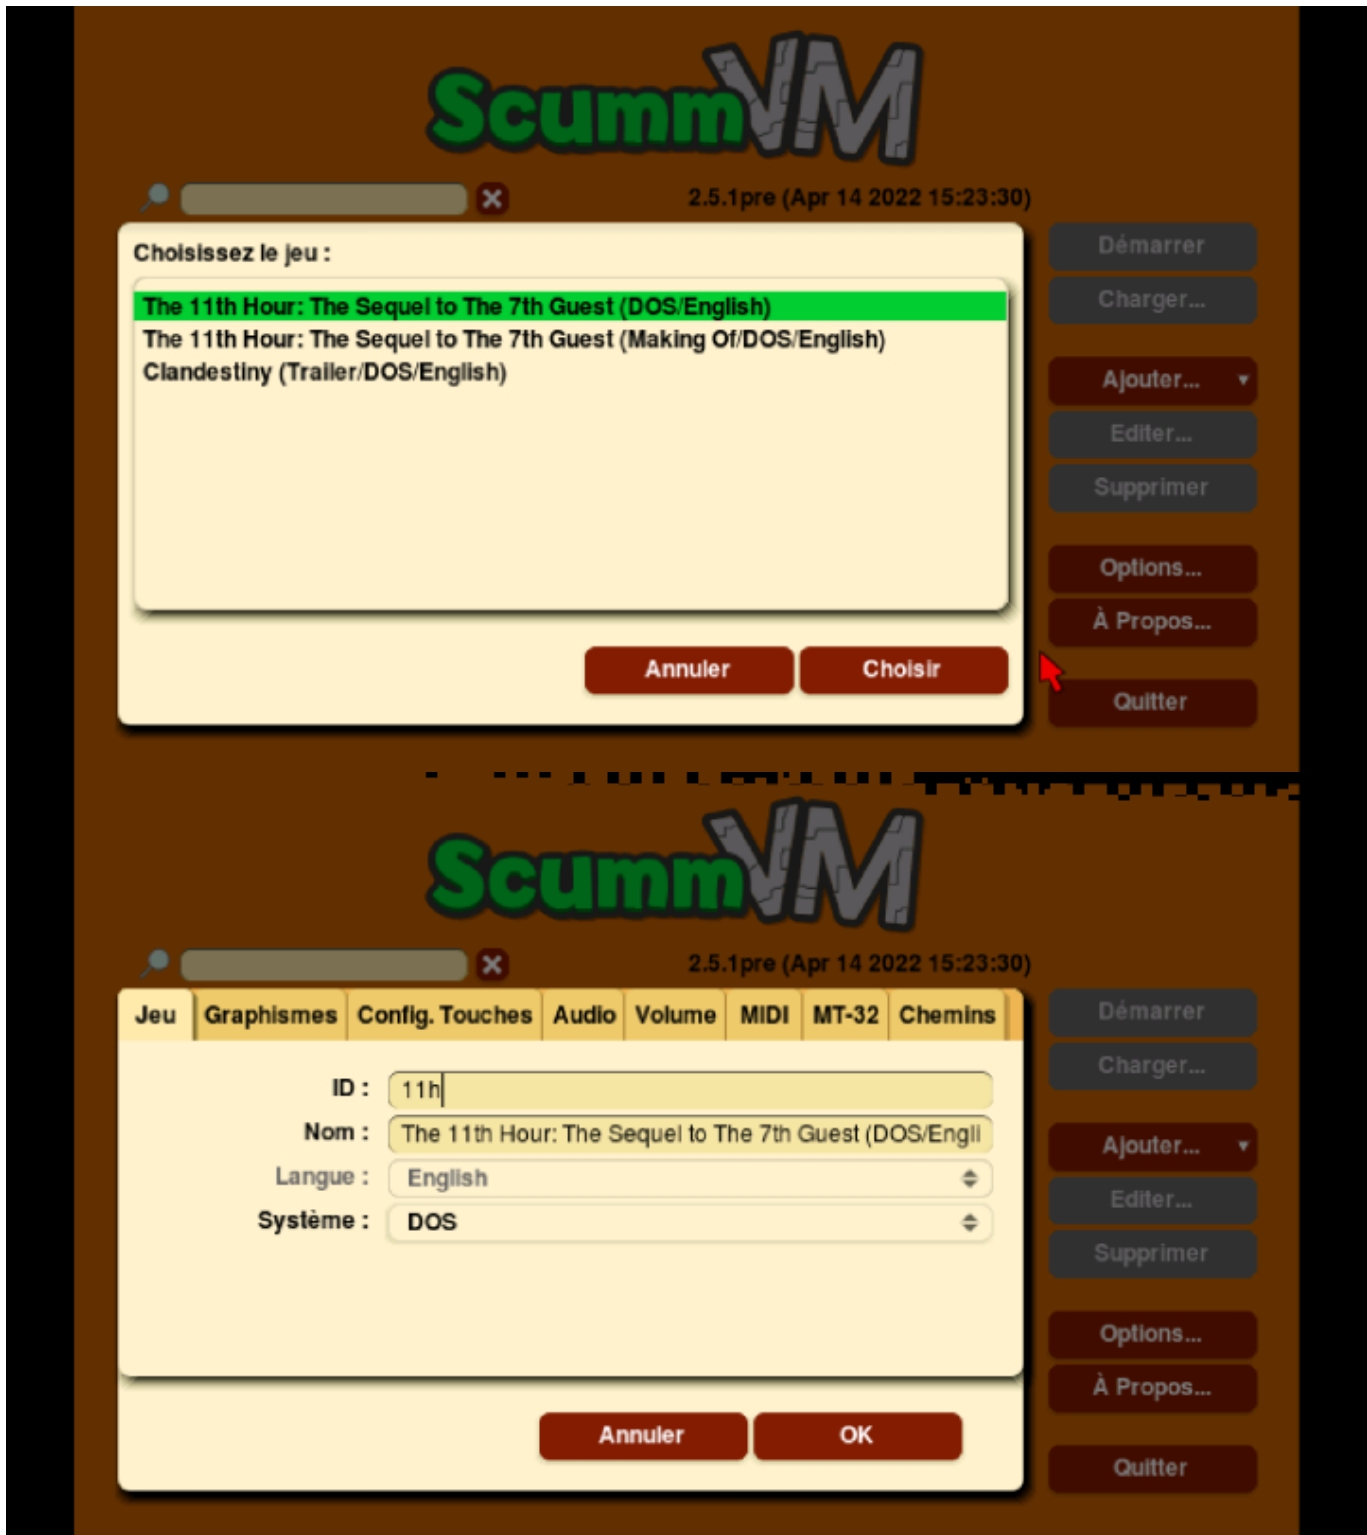 ScummVM
2.5.1pre (Apr 14 2022 15:23:30)
Choisissez le jeu :
The 11th Hour: The Sequel to The 7th Guest (DOS/English)
The 11th Hour: The Sequel to The 7th Guest (Making Of/DOS/English)
Clandestiny (Trailer/DOS/English)
Annuler
Choisir
Démarrer
Charger...
Ajouter...
Editer...
Supprimer
Options...
À Propos...
Quitter
ScummVM
2.5.1pre (Apr 14 2022 15:23:30)
Jeu Graphismes Config. Touches Audio Volume MIDI MT-32 Chemins
ID : 11h
Nom : The 11th Hour: The Sequel to The 7th Guest (DOS/Engli
Langue : English
Système : DOS
Annuler
OK
Démarrer
Charger...
Ajouter...
Editer...
Supprimer
Options...
À Propos...
Quitter